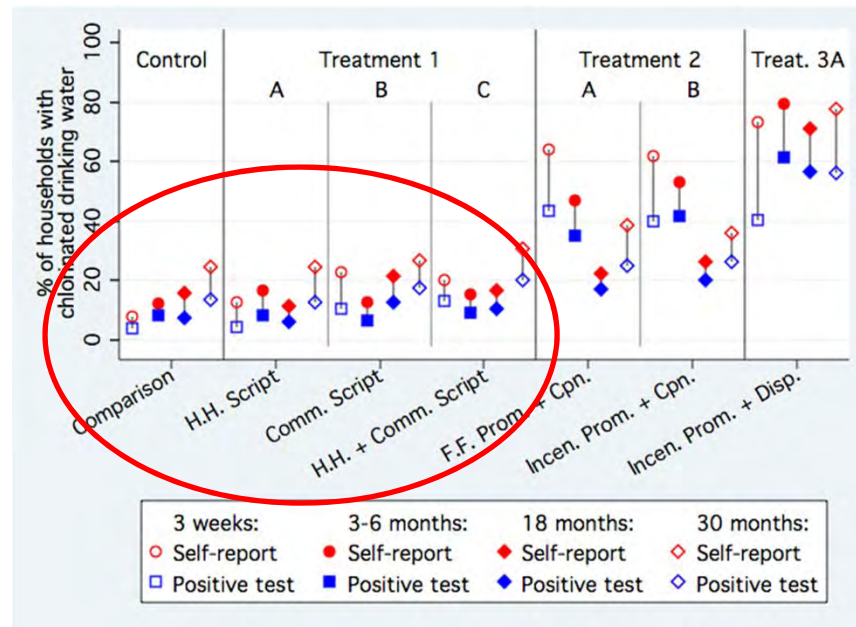 % of households with
chlorinated drinking water
100
80
60
40
20
0
Control
Treatment 1
Treatment 2
Treat. 3A
A
B
C
A
B
Comparison
H.H. Script
Comm. Script
H.H. + Comm. Script
F.F. Prom. + Cpn.
Incen. Prom. + Cpn.
Incen. Prom. + Disp.
3 weeks: 3-6 months: 18 months: 30 months:
Self-report Self-report Self-report Self-report
Positive test Positive test Positive test Positive test